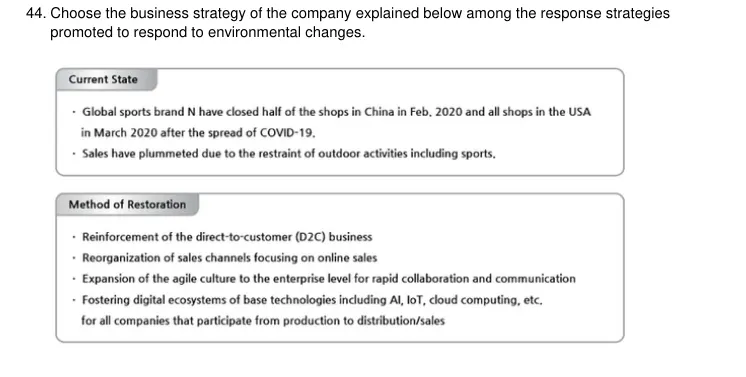 44. Choose the business strategy of the company explained below among the response strategies
promoted to respond to environmental changes.
Current State
· Global sports brand N have closed half of the shops in China in Feb. 2020 and all shops in the USA
in March 2020 after the spread of COVID-19.
· Sales have plummeted due to the restraint of outdoor activities including sports.
Method of Restoration
· Reinforcement of the direct-to-customer (D2C) business
· Reorganization of sales channels focusing on online sales
· Expansion of the agile culture to the enterprise level for rapid collaboration and communication
· Fostering digital ecosystems of base technologies including AI, IoT, cloud computing, etc.
for all companies that participate from production to distribution/sales